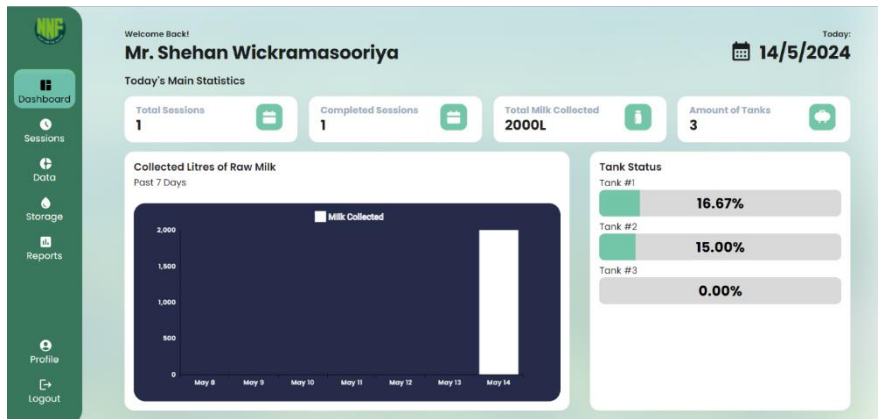 NNF
Dashboard
Sessions
Data
Storage
Reports
Profile
Logout
Welcome Back!
Mr. Shehan Wickramasooriya
Today:
14/5/2024
Today's Main Statistics
Total Sessions
1
Completed Sessions
1
Total Milk Collected
2000L
Amount of Tanks
3
Collected Litres of Raw Milk
Past 7 Days
Milk Collected
2,000
1,500
1,000
500
0
May 8 May 9 May 10 May 11 May 12 May 13 May 14
Tank Status
Tank #1
16.67%
Tank #2
15.00%
Tank #3
0.00%